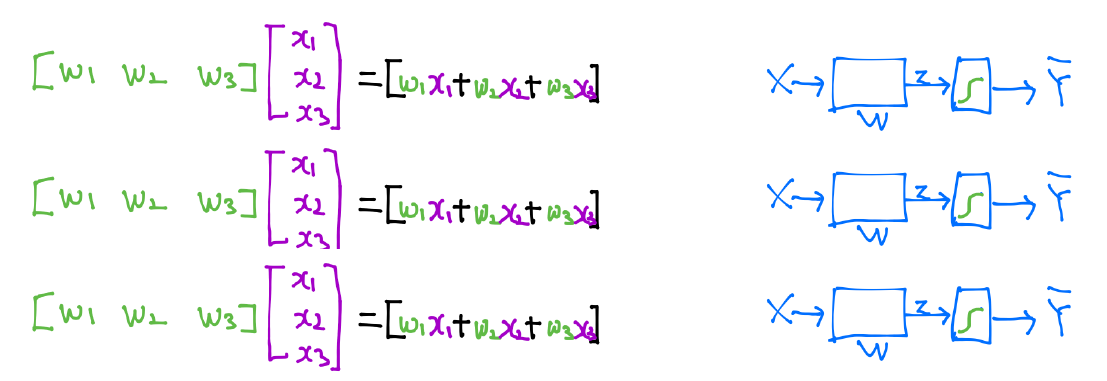 [w1 w2 w3] [x1 x2 x3] = [w1x1+w2x2+w3x3] X → W z → ∫ → Y̅
[w1 w2 w3] [x1 x2 x3] = [w1x1+w2x2+w3x3] X → W z → ∫ → Y̅
[w1 w2 w3] [x1 x2 x3] = [w1x1+w2x2+w3x3] X → W z → ∫ → Y̅